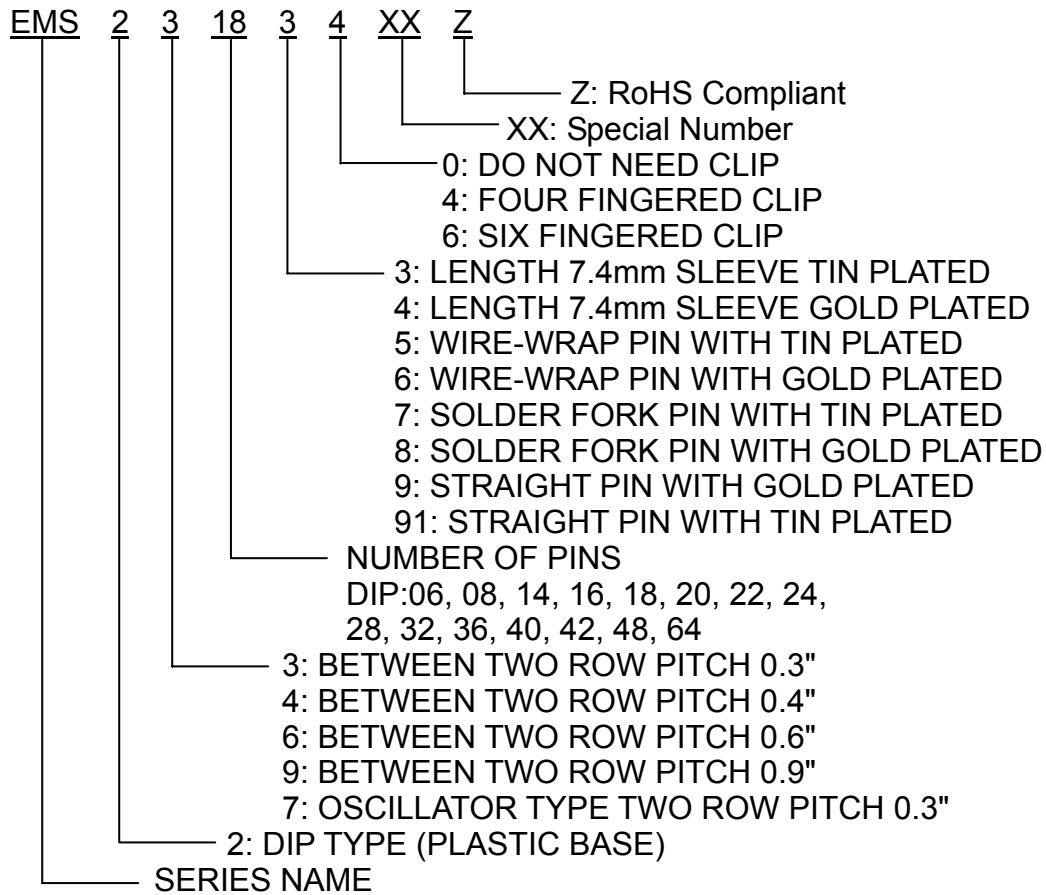 EMS 2 3 18 3 4 XX Z
Z: RoHS Compliant
XX: Special Number
0: DO NOT NEED CLIP
4: FOUR FINGERED CLIP
6: SIX FINGERED CLIP
3: LENGTH 7.4mm SLEEVE TIN PLATED
4: LENGTH 7.4mm SLEEVE GOLD PLATED
5: WIRE-WRAP PIN WITH TIN PLATED
6: WIRE-WRAP PIN WITH GOLD PLATED
7: SOLDER FORK PIN WITH TIN PLATED
8: SOLDER FORK PIN WITH GOLD PLATED
9: STRAIGHT PIN WITH GOLD PLATED
91: STRAIGHT PIN WITH TIN PLATED
NUMBER OF PINS
DIP:06, 08, 14, 16, 18, 20, 22, 24,
28, 32, 36, 40, 42, 48, 64
3: BETWEEN TWO ROW PITCH 0.3"
4: BETWEEN TWO ROW PITCH 0.4"
6: BETWEEN TWO ROW PITCH 0.6"
9: BETWEEN TWO ROW PITCH 0.9"
7: OSCILLATOR TYPE TWO ROW PITCH 0.3"
2: DIP TYPE (PLASTIC BASE)
SERIES NAME